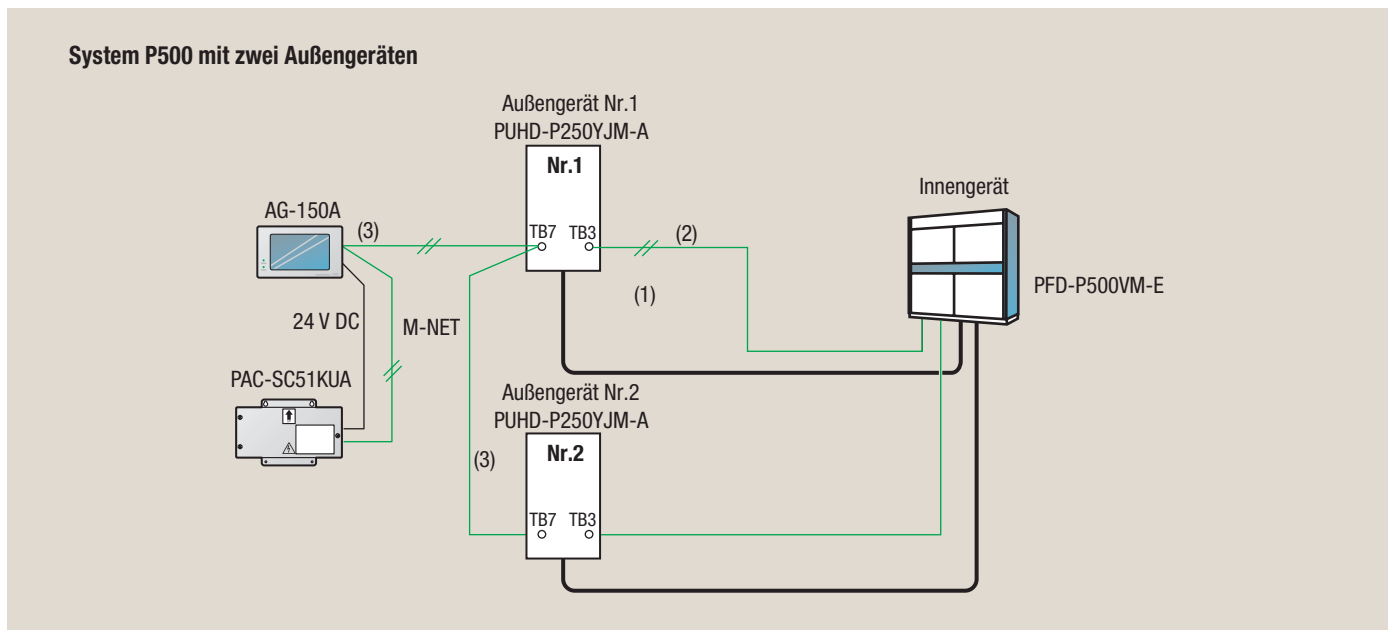 System P500 mit zwei Außengeräten
Außengerät Nr.1
PUHD-P250YJM-A
Nr.1
TB7 TB3
AG-150A
(3)
(2)
(1)
Innengerät
PFD-P500VM-E
24 V DC
M-NET
PAC-SC51KUA
Außengerät Nr.2
PUHD-P250YJM-A
Nr.2
(3)
TB7 TB3